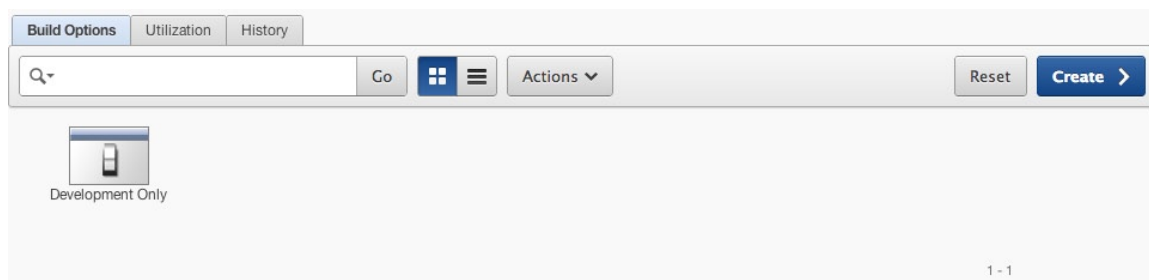 Build Options Utilization History
Go Actions Reset Create
Development Only
1 - 1